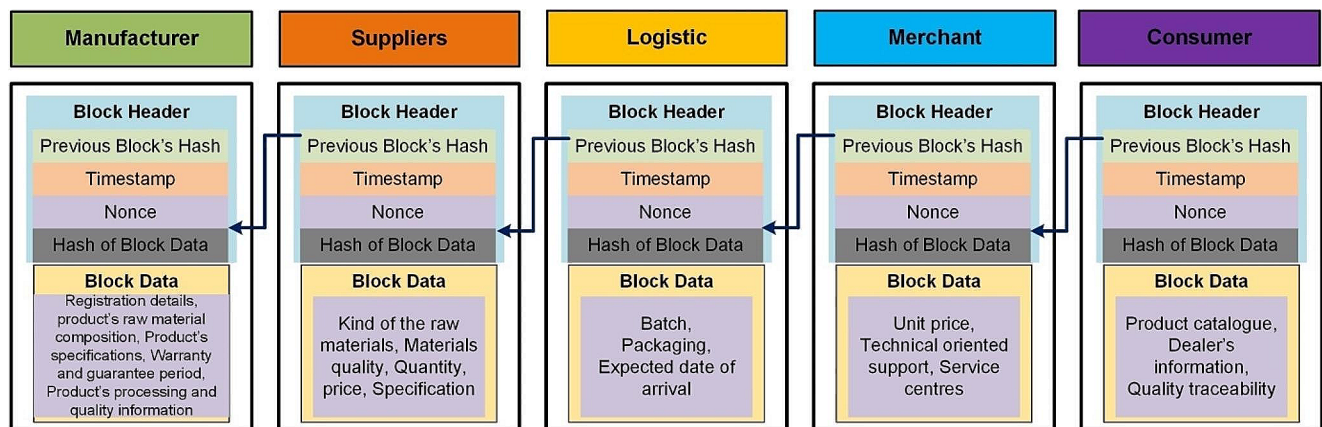 Manufacturer
Suppliers
Logistic
Merchant
Consumer
Block Header
Previous Block's Hash
Timestamp
Nonce
Hash of Block Data
Block Data
Registration details,
product's raw material
composition, Product's
specifications, Warranty
and guarantee period,
Product's processing and
quality information
Block Header
Previous Block's Hash
Timestamp
Nonce
Hash of Block Data
Block Data
Kind of the raw
materials, Materials
quality, Quantity,
price, Specification
Block Header
Previous Block's Hash
Timestamp
Nonce
Hash of Block Data
Block Data
Batch,
Packaging,
Expected date of
arrival
Block Header
Previous Block's Hash
Timestamp
Nonce
Hash of Block Data
Block Data
Unit price,
Technical oriented
support, Service
centres
Block Header
Previous Block's Hash
Timestamp
Nonce
Hash of Block Data
Block Data
Product catalogue,
Dealer's
information,
Quality traceability